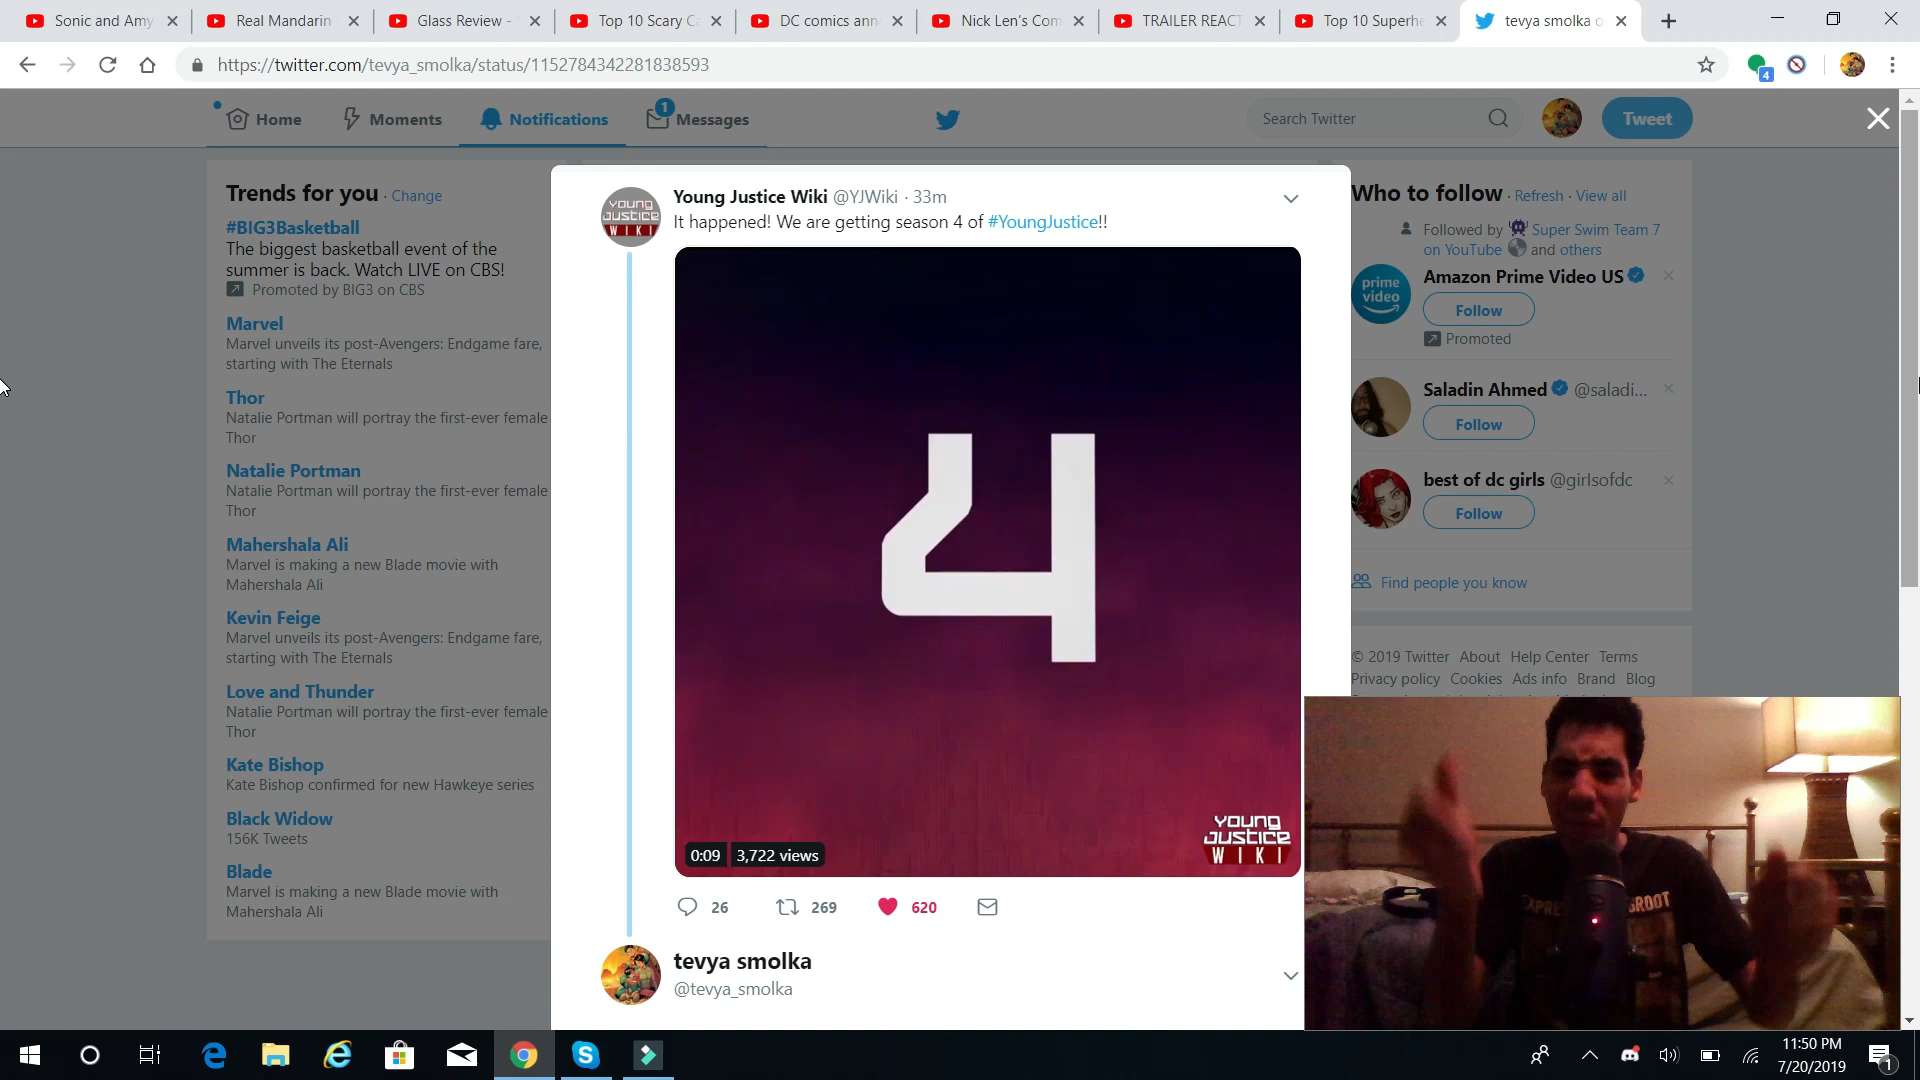 Sonic and Amy
Real Mandarin
Glass Review -
Top 10 Scary
DC comics ann
Nick Len's Com
TRAILER REACT
Top 10 Superhe
tevya smolka o
https://twitter.com/tevya_smolka/status/1152784342281838593
4
Home
Moments
Notifications
1
Messages
Search Twitter
Tweet
Trends for you · Change
#BIG3Basketball
The biggest basketball event of the
summer is back. Watch LIVE on CBS!
Promoted by BIG3 on CBS
Marvel
Marvel unveils its post-Avengers: Endgame fare,
starting with The Eternals
Thor
Natalie Portman will portray the first-ever female
Thor
Natalie Portman
Natalie Portman will portray the first-ever female
Thor
Mahershala Ali
Marvel is making a new Blade movie with
Mahershala Ali
Kevin Feige
Marvel unveils its post-Avengers: Endgame fare,
starting with The Eternals
Love and Thunder
Natalie Portman will portray the first-ever female
Thor
Kate Bishop
Kate Bishop confirmed for new Hawkeye series
Black Widow
156K Tweets
Blade
Marvel is making a new Blade movie with
Mahershala Ali
YOUNG
JUSTICE
WIKI
Young Justice Wiki @YJWiki · 33m
It happened! We are getting season 4 of #YoungJustice!!
4
YOUNG
JUSTICE
WIKI
0:09 3,722 views
26 269 620
tevya smolka
@tevya_smolka
Who to follow · Refresh · View all
Followed by Super Swim Team 7
on YouTube and others
prime
video
Amazon Prime Video US
Follow
Promoted
Saladin Ahmed @saladi...
Follow
best of dc girls @girlsofdc
Follow
Find people you know
© 2019 Twitter About Help Center Terms
Privacy policy Cookies Ads info Brand Blog
GROOT
11:50 PM
7/20/2019
1